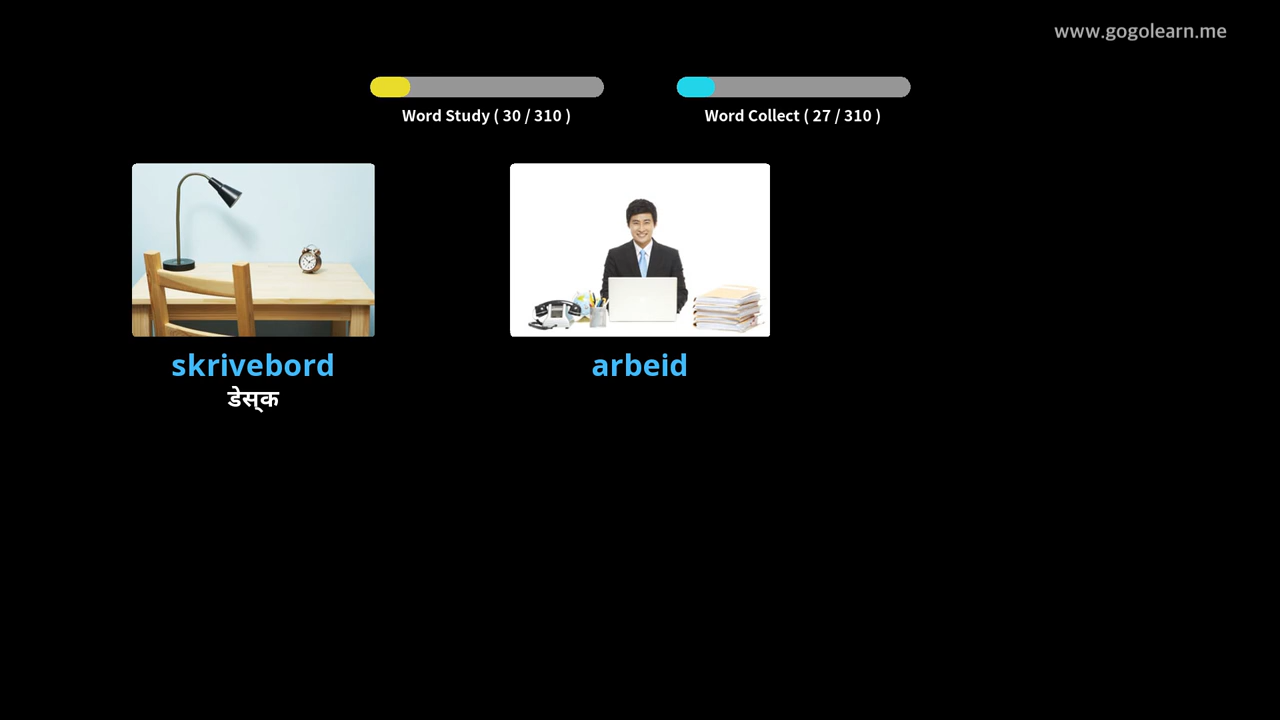 www.gogolearn.me
Word Study ( 30 / 310 )
Word Collect ( 27 / 310 )
skrivebord
डेस्क
arbeid